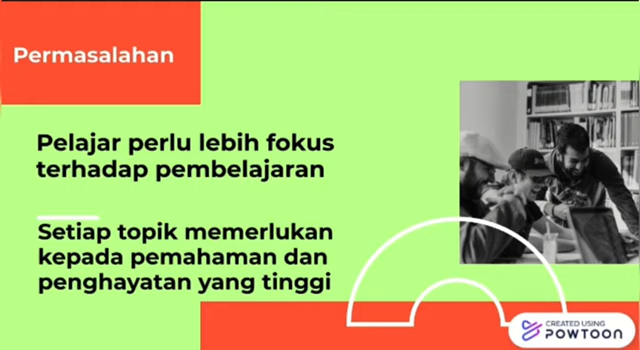 Permasalahan
Pelajar perlu lebih fokus
terhadap pembelajaran
Setiap topik memerlukan
kepada pemahaman dan
penghayatan yang tinggi
CREATED USING
POWTOON